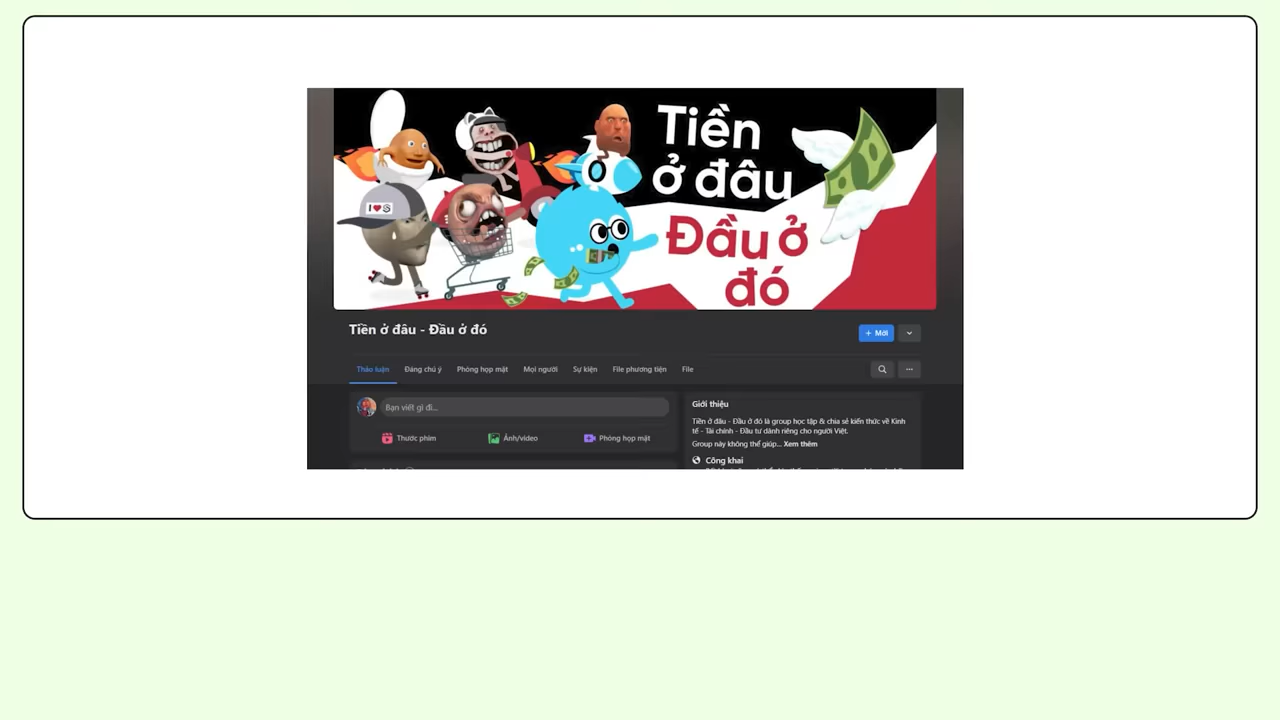 Tiền
ở đâu
Đầu ở
đó
I ♥ S
Tiền ở đâu - Đầu ở đó
+ Mời
Thảo luận Đáng chú ý Phòng họp mặt Mọi người Sự kiện File phương tiện File
Bạn viết gì đi...
Thước phim Ảnh/video Phòng họp mặt
Giới thiệu
Tiền ở đâu - Đầu ở đó là group học tập & chia sẻ kiến thức về Kinh
tế - Tài chính - Đầu tư dành riêng cho người Việt.
Group này không thể giúp... Xem thêm
Công khai